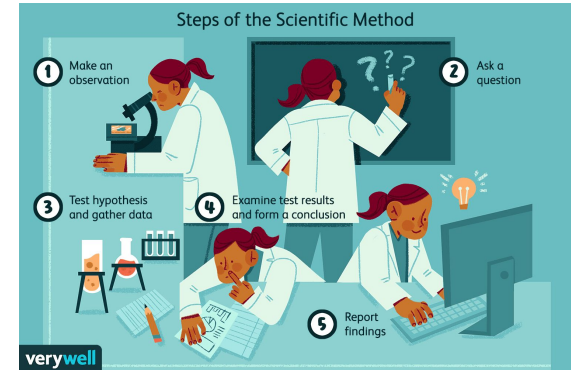 Steps of the Scientific Method
1
Make an
observation
2
Ask a
question
???
3
Test hypothesis
and gather data
4
Examine test results
and form a conclusion
5
Report
findings
verywell